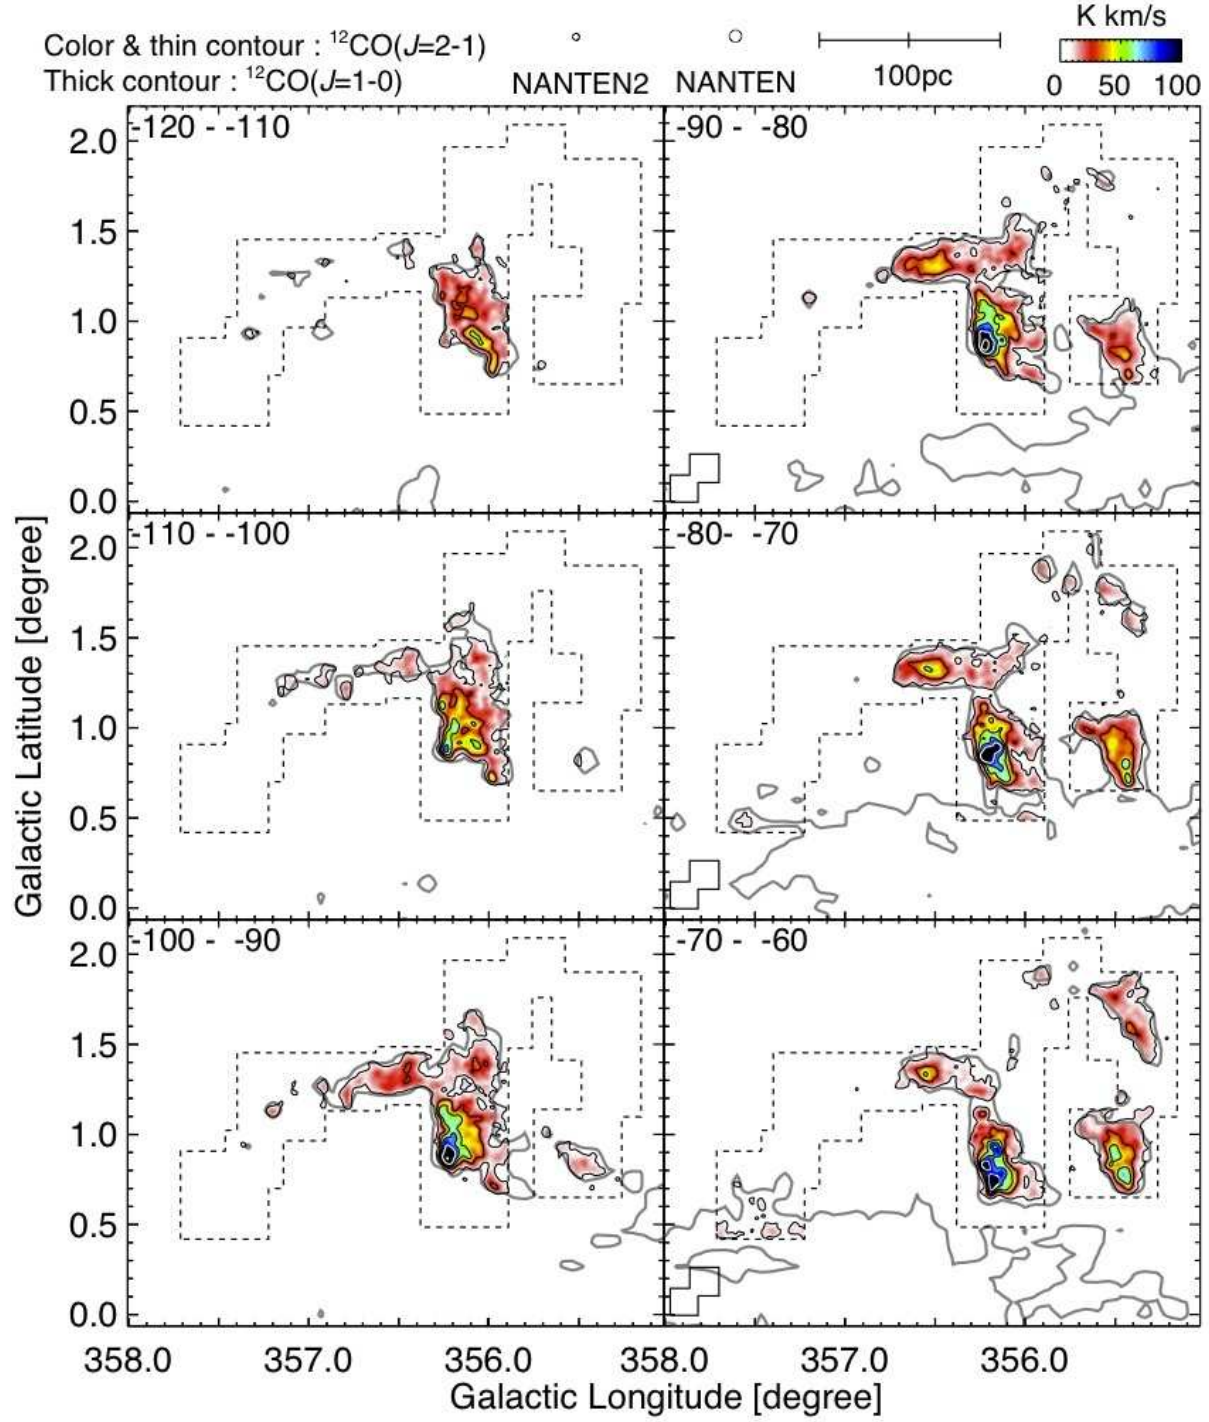 K km/s
Color & thin contour : ¹²CO(J=2-1)
Thick contour : ¹²CO(J=1-0)
NANTEN2
NANTEN
100pc
0 50 100
-120 - -110
-90 - -80
2.0
1.5
1.0
0.5
0.0
-110 - -100
-80- -70
2.0
1.5
1.0
0.5
0.0
-100 - -90
-70 - -60
2.0
1.5
1.0
0.5
0.0
358.0 357.0 356.0 358.0 357.0 356.0
Galactic Latitude [degree]
Galactic Longitude [degree]